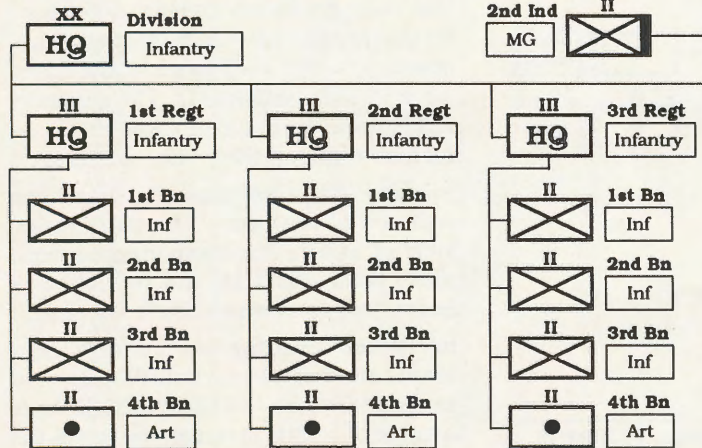 XX Division 2nd Ind II
HQ Infantry MG
III 1st Regt III 2nd Regt III 3rd Regt
HQ Infantry HQ Infantry HQ Infantry
II 1st Bn II 1st Bn II 1st Bn
Inf Inf Inf
II 2nd Bn II 2nd Bn II 2nd Bn
Inf Inf Inf
II 3rd Bn II 3rd Bn II 3rd Bn
Inf Inf Inf
II 4th Bn II 4th Bn II 4th Bn
Art Art Art